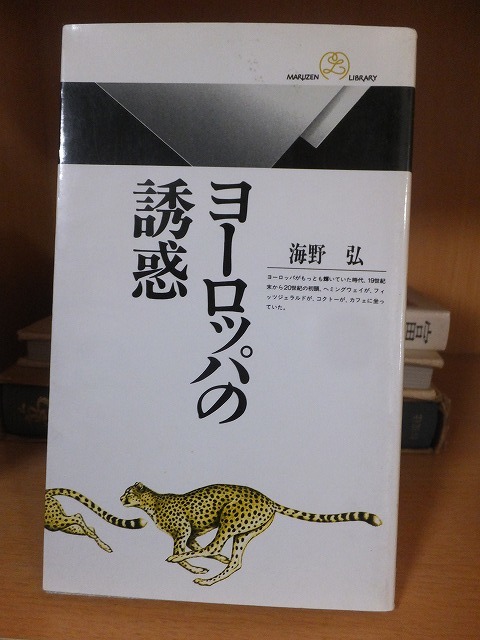 MARUZEN LIBRARY
ヨーロッパの
誘惑
海野 弘
ヨーロッパがもっとも輝いていた時代、19世紀
末から20世紀の初頭、ヘミングウェイが、フィ
ッツジェラルドが、コクトーが、カフェに坐っ
ていた。